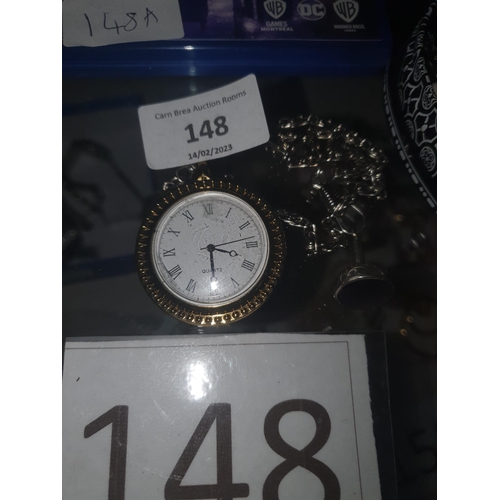 148A
WB
GAMES
MONTREAL
DC
WB
Carn Brea Auction Rooms
148
14/02/2023
XII
I
II
III
IIII
V
VI
VII
VIII
IX
X
XI
QUARTZ
148